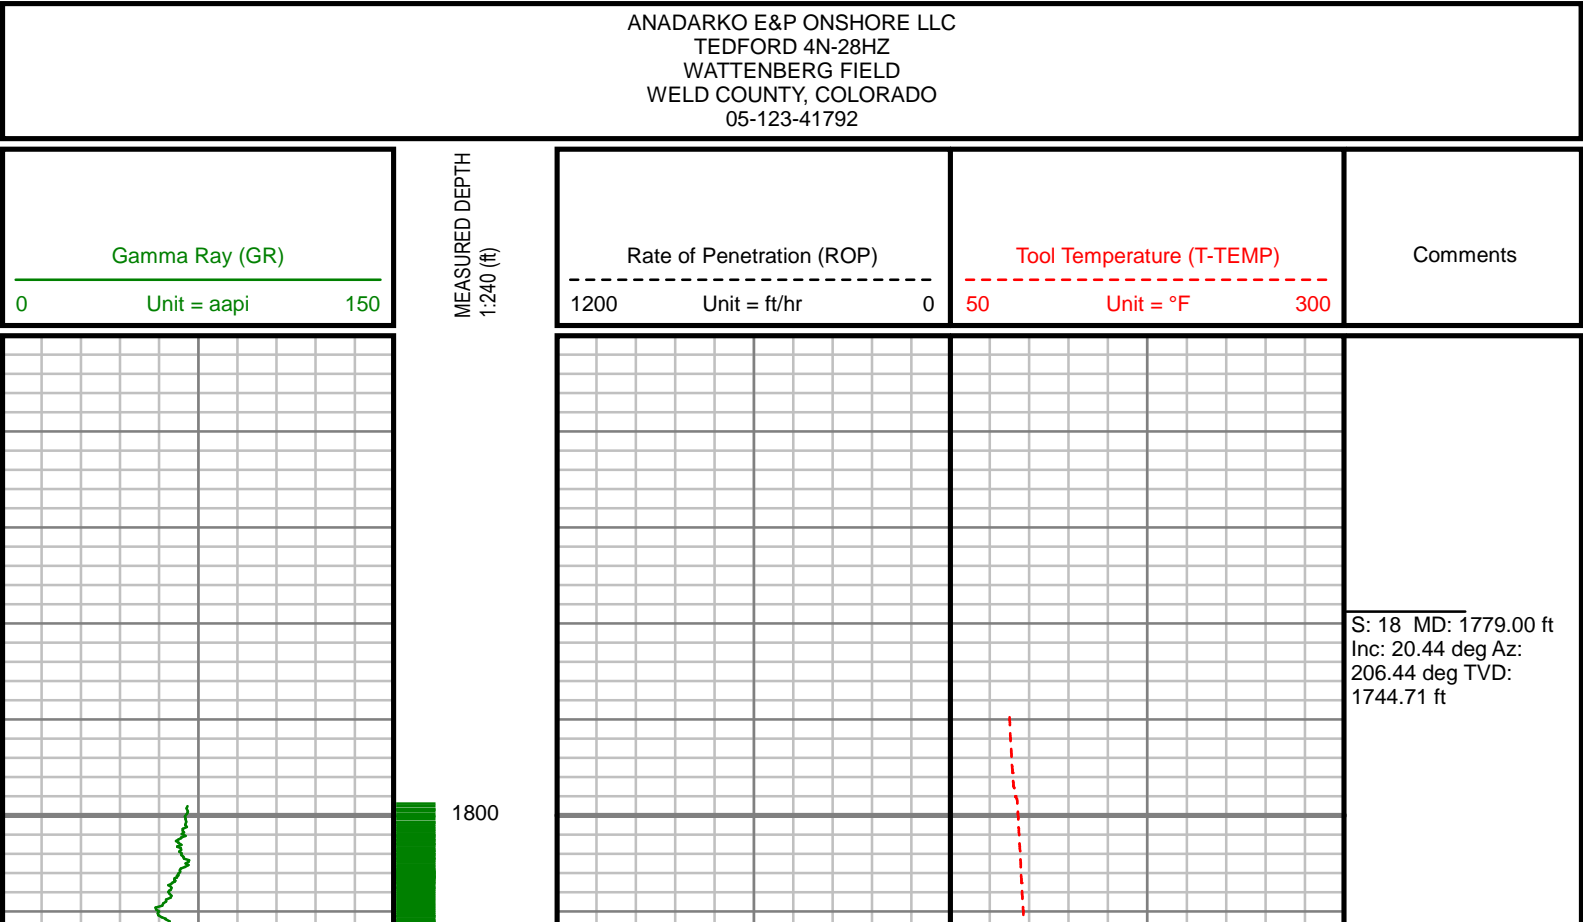 ANADARKO E&P ONSHORE LLC
TEDFORD 4N-28HZ
WATTENBERG FIELD
WELD COUNTY, COLORADO
05-123-41792
Gamma Ray (GR)
0 Unit = aapi 150
MEASURED DEPTH
1:240 (ft)
Rate of Penetration (ROP)
1200 Unit = ft/hr 0
Tool Temperature (T-TEMP)
50 Unit = °F 300
Comments
S: 18 MD: 1779.00 ft
Inc: 20.44 deg Az:
206.44 deg TVD:
1744.71 ft
1800